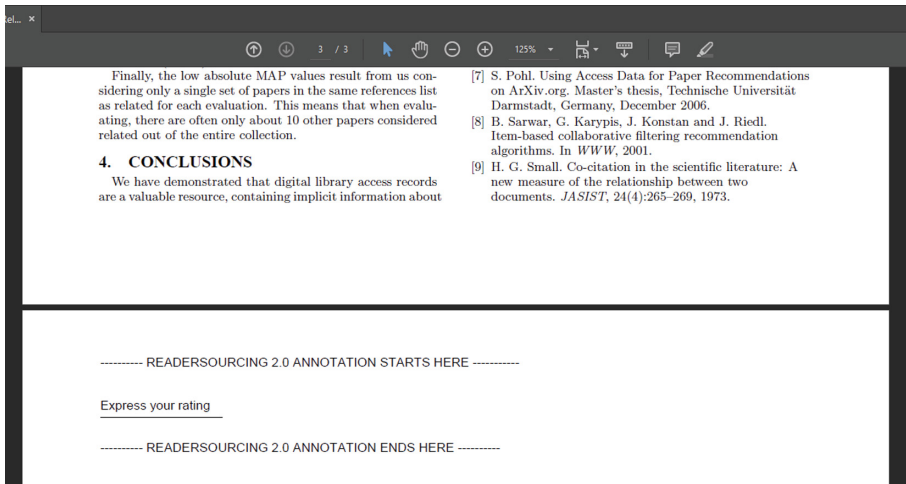 Rel... ×
3 / 3 125%
Finally, the low absolute MAP values result from us con-
sidering only a single set of papers in the same references list
as related for each evaluation. This means that when evalu-
ating, there are often only about 10 other papers considered
related out of the entire collection.
4. CONCLUSIONS
We have demonstrated that digital library access records
are a valuable resource, containing implicit information about
[7] S. Pohl. Using Access Data for Paper Recommendations
on ArXiv.org. Master's thesis, Technische Universität
Darmstadt, Germany, December 2006.
[8] B. Sarwar, G. Karypis, J. Konstan and J. Riedl.
Item-based collaborative filtering recommendation
algorithms. In WWW, 2001.
[9] H. G. Small. Co-citation in the scientific literature: A
new measure of the relationship between two
documents. JASIST, 24(4):265–269, 1973.
---------- READERSOURCING 2.0 ANNOTATION STARTS HERE -----------
Express your rating
---------- READERSOURCING 2.0 ANNOTATION ENDS HERE ----------